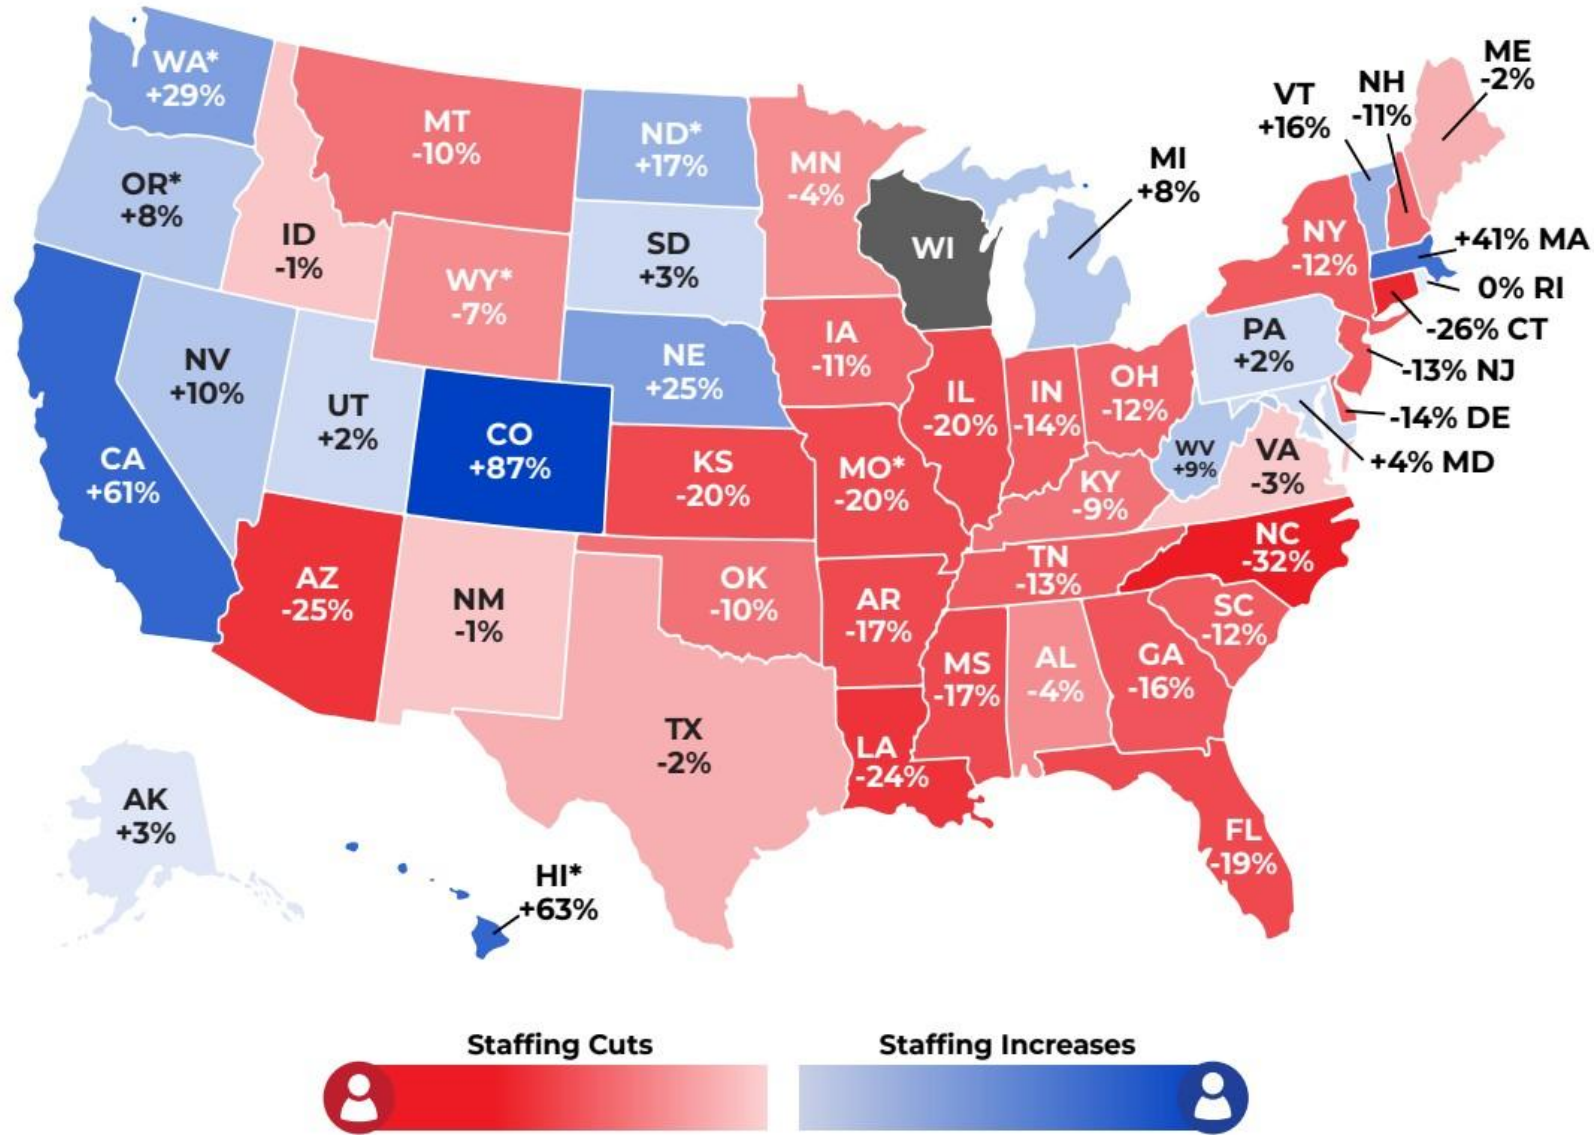 WA*
+29%
OR*
+8%
CA
+61%
NV
+10%
ID
-1%
MT
-10%
WY*
-7%
UT
+2%
CO
+87%
AZ
-25%
NM
-1%
ND*
+17%
SD
+3%
NE
+25%
KS
-20%
OK
-10%
TX
-2%
MN
-4%
IA
-11%
MO*
-20%
AR
-17%
LA
-24%
WI
IL
-20%
MI
+8%
IN
-14%
OH
-12%
KY
-9%
TN
-13%
MS
-17%
AL
-4%
GA
-16%
FL
-19%
SC
-12%
NC
-32%
VA
-3%
WV
+9%
PA
+2%
NY
-12%
VT
+16%
NH
-11%
ME
-2%
+41% MA
0% RI
-26% CT
-13% NJ
-14% DE
+4% MD
AK
+3%
HI*
+63%
Staffing Cuts
Staffing Increases